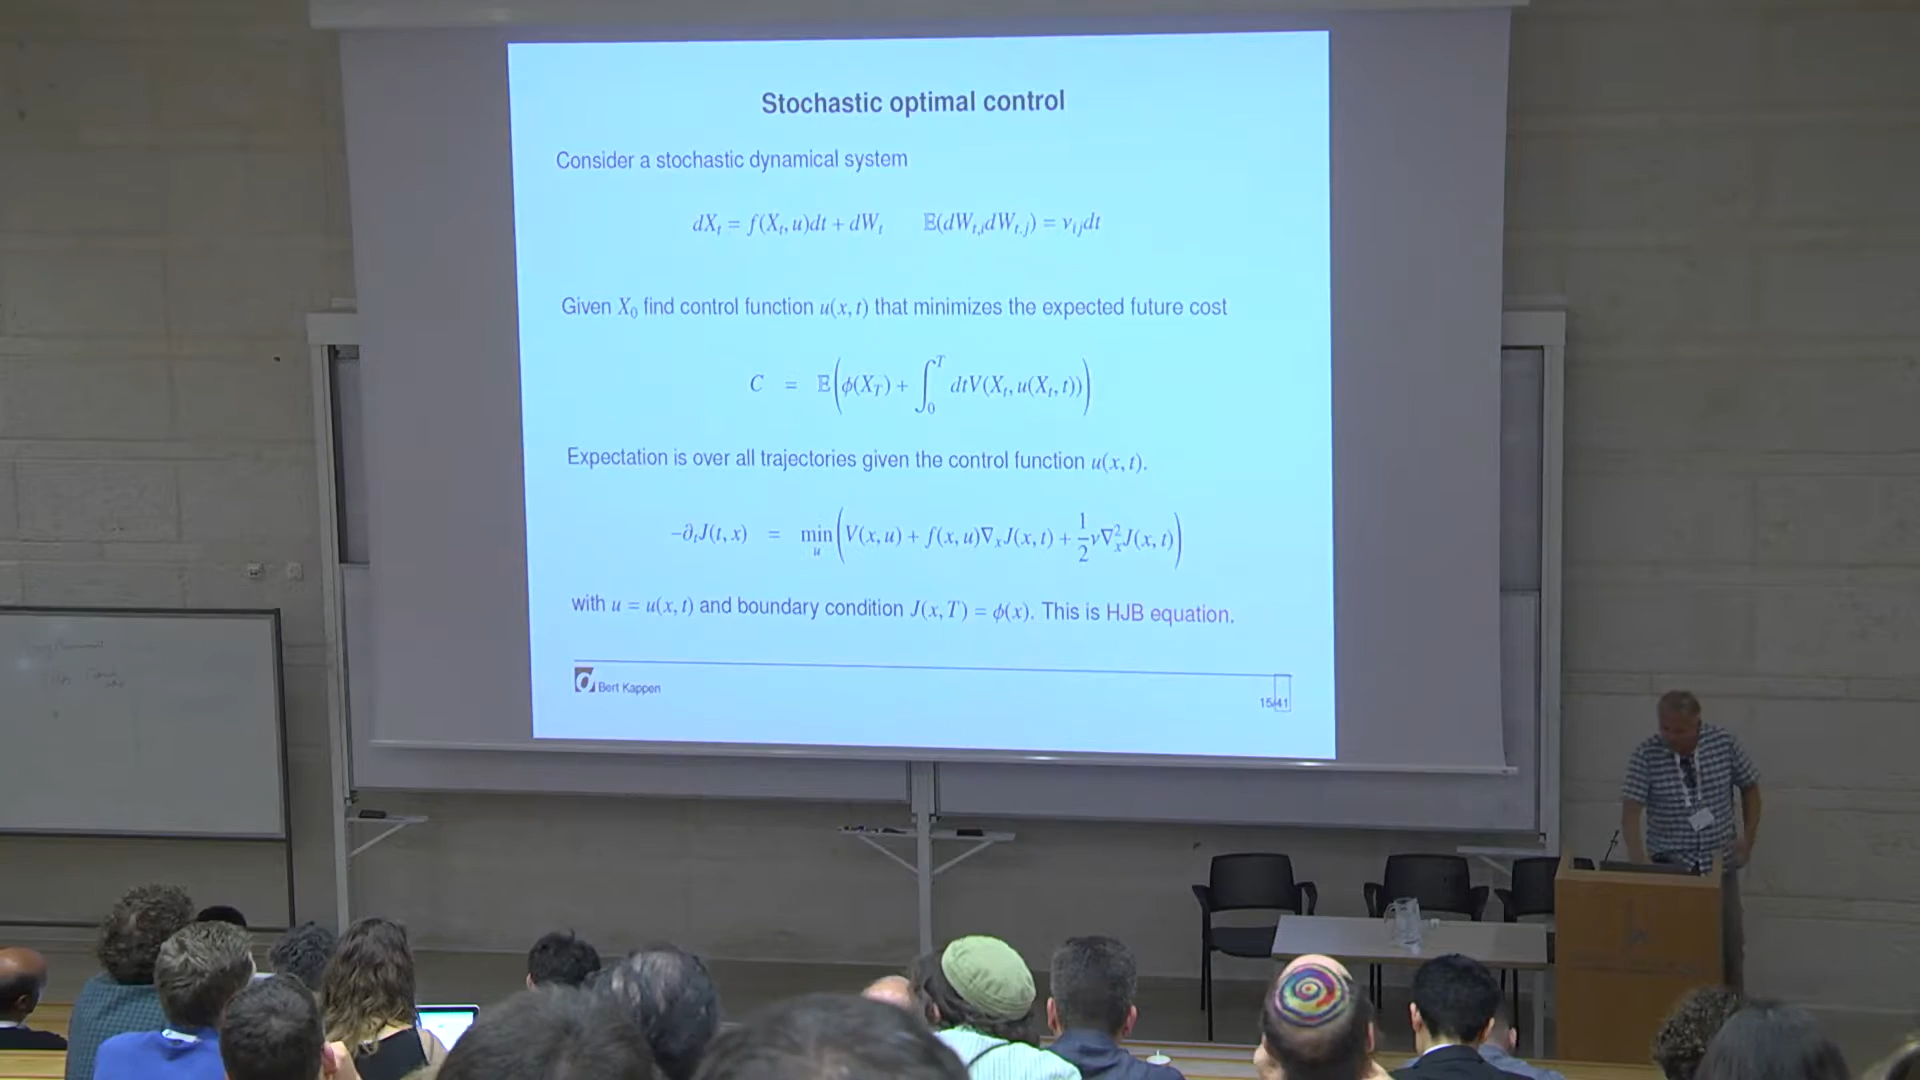 Stochastic optimal control
Consider a stochastic dynamical system
dX_t = f(X_t, u)dt + dW_t 𝔼(dW_{t,i}dW_{t,j}) = ν_{ij}dt
Given X_0 find control function u(x, t) that minimizes the expected future cost
C = 𝔼(ϕ(X_T) + ∫_0^T dtV(X_t, u(X_t, t)))
Expectation is over all trajectories given the control function u(x, t).
−∂_tJ(t, x) = min_u (V(x, u) + f(x, u)∇_xJ(x, t) + 1/2 ν∇_x^2J(x, t))
with u = u(x, t) and boundary condition J(x, T) = ϕ(x). This is HJB equation.
Bert Kappen
15/41